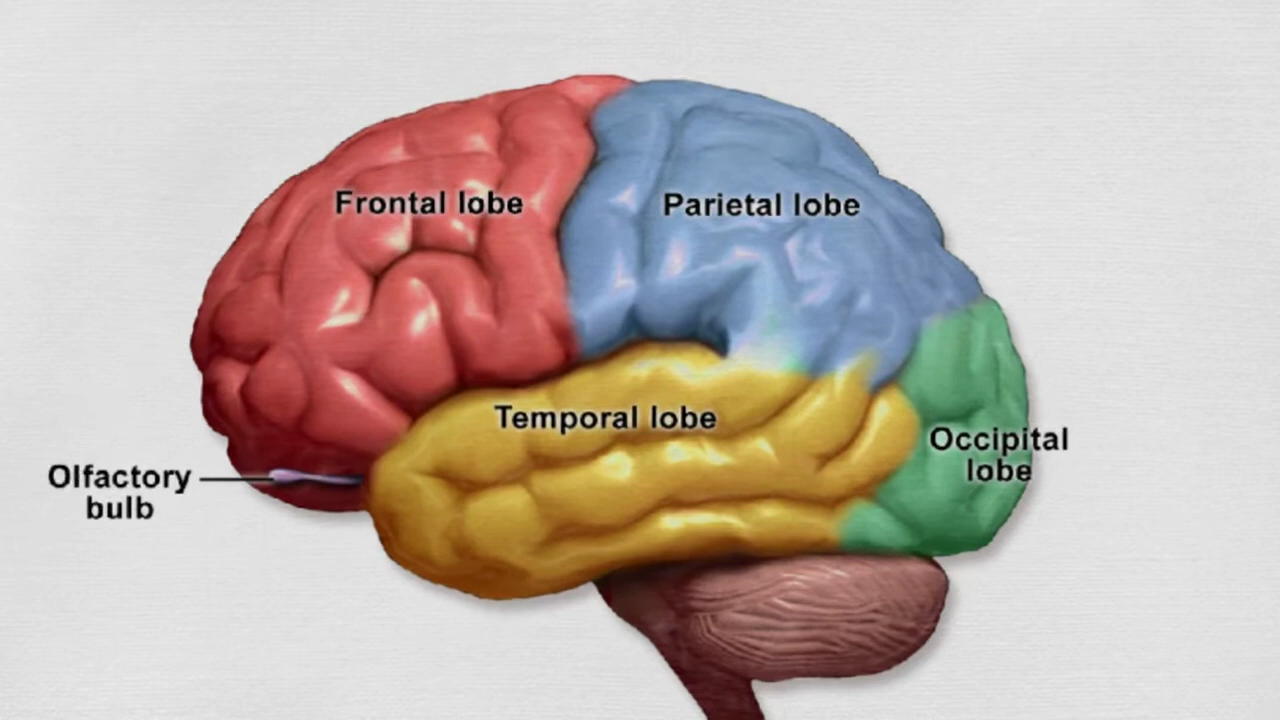 Frontal lobe
Parietal lobe
Temporal lobe
Occipital
lobe
Olfactory
bulb